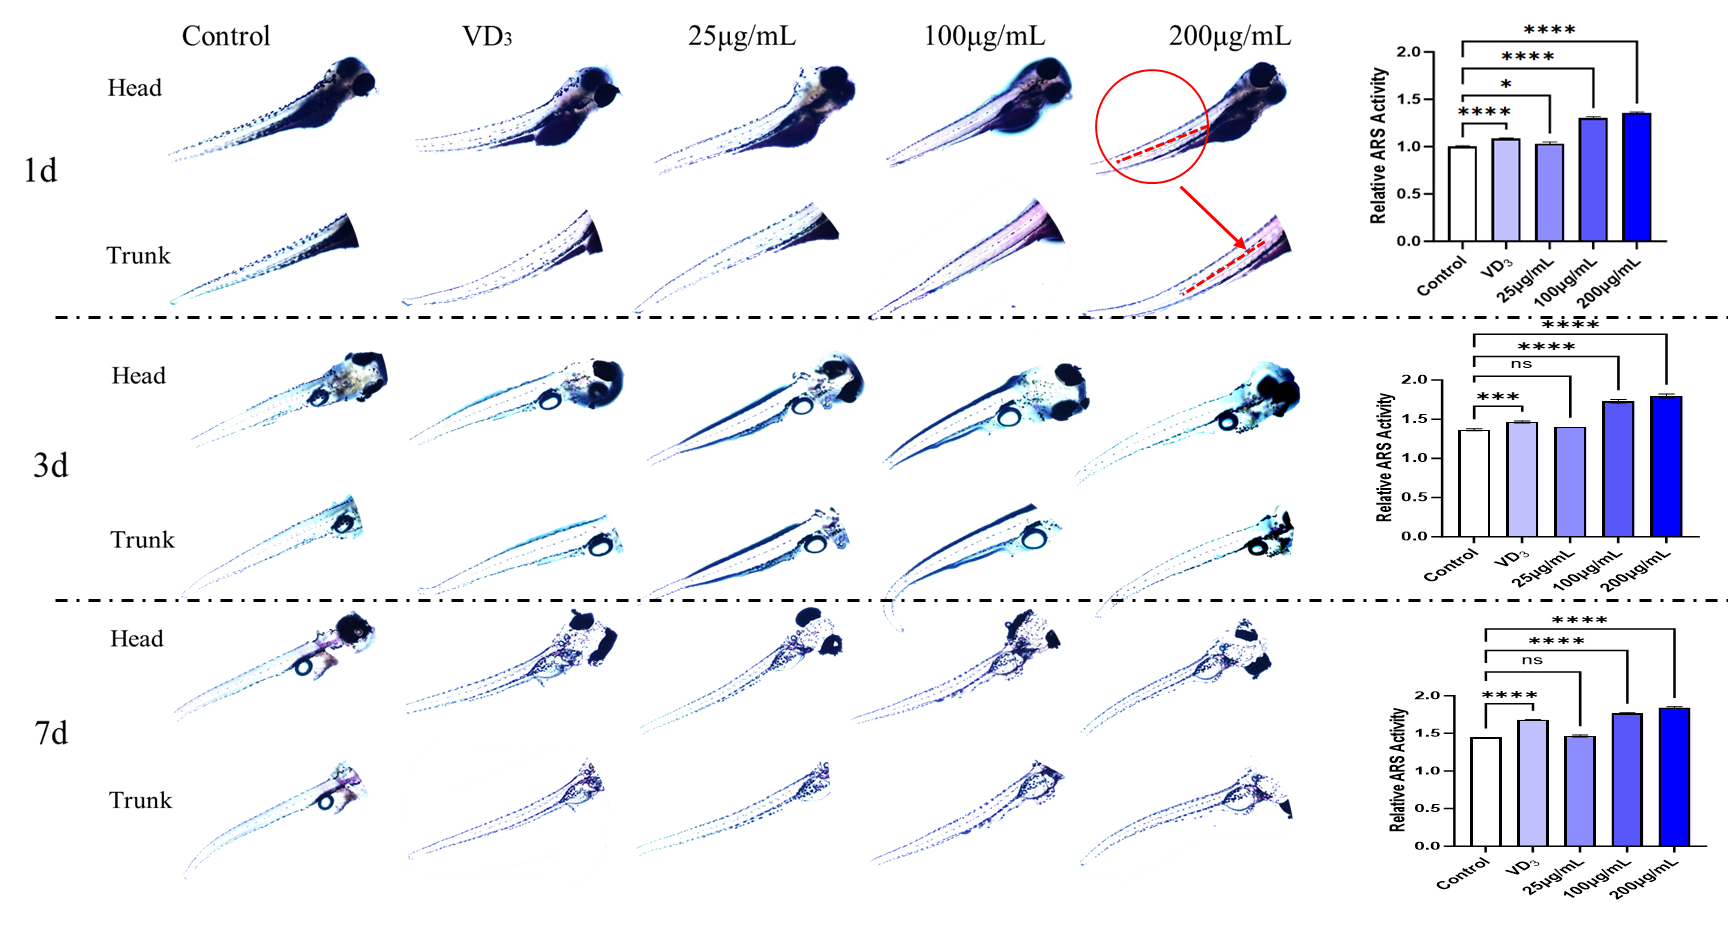 Control VD₃ 25μg/mL 100μg/mL 200μg/mL
1d
Head
Trunk
****
****
*
****
Relative ARS Activity
2.0
1.5
1.0
0.5
0.0
Control VD₃ 25μg/mL 100μg/mL 200μg/mL
3d
Head
Trunk
****
****
ns
***
Relative ARS Activity
2.0
1.5
1.0
0.5
0.0
Control VD₃ 25μg/mL 100μg/mL 200μg/mL
7d
Head
Trunk
****
****
ns
****
Relative ARS Activity
2.0
1.5
1.0
0.5
0.0
Control VD₃ 25μg/mL 100μg/mL 200μg/mL